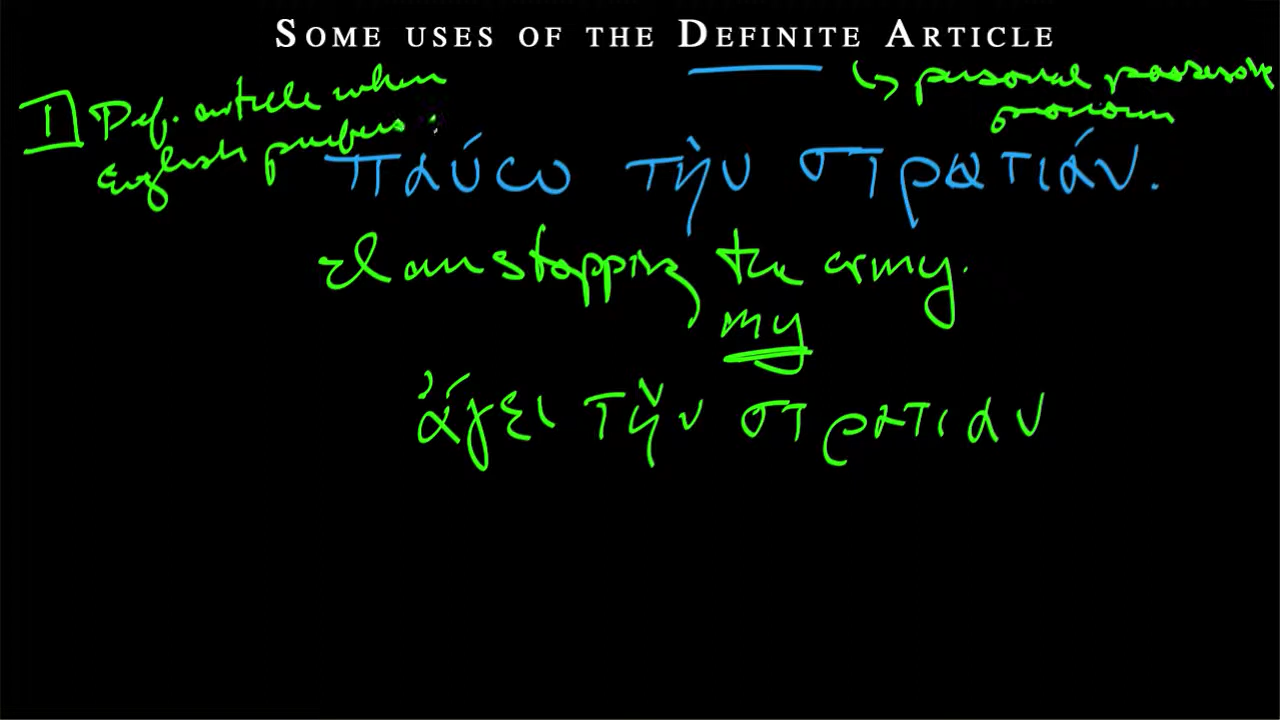 SOME USES OF THE DEFINITE ARTICLE
↳ personal possessive
pronoun
I Def. article when
English prefers :
παύω τὴν στρατιάν.
I am stopping the army.
my
ἄγει τὴν στρατιαν